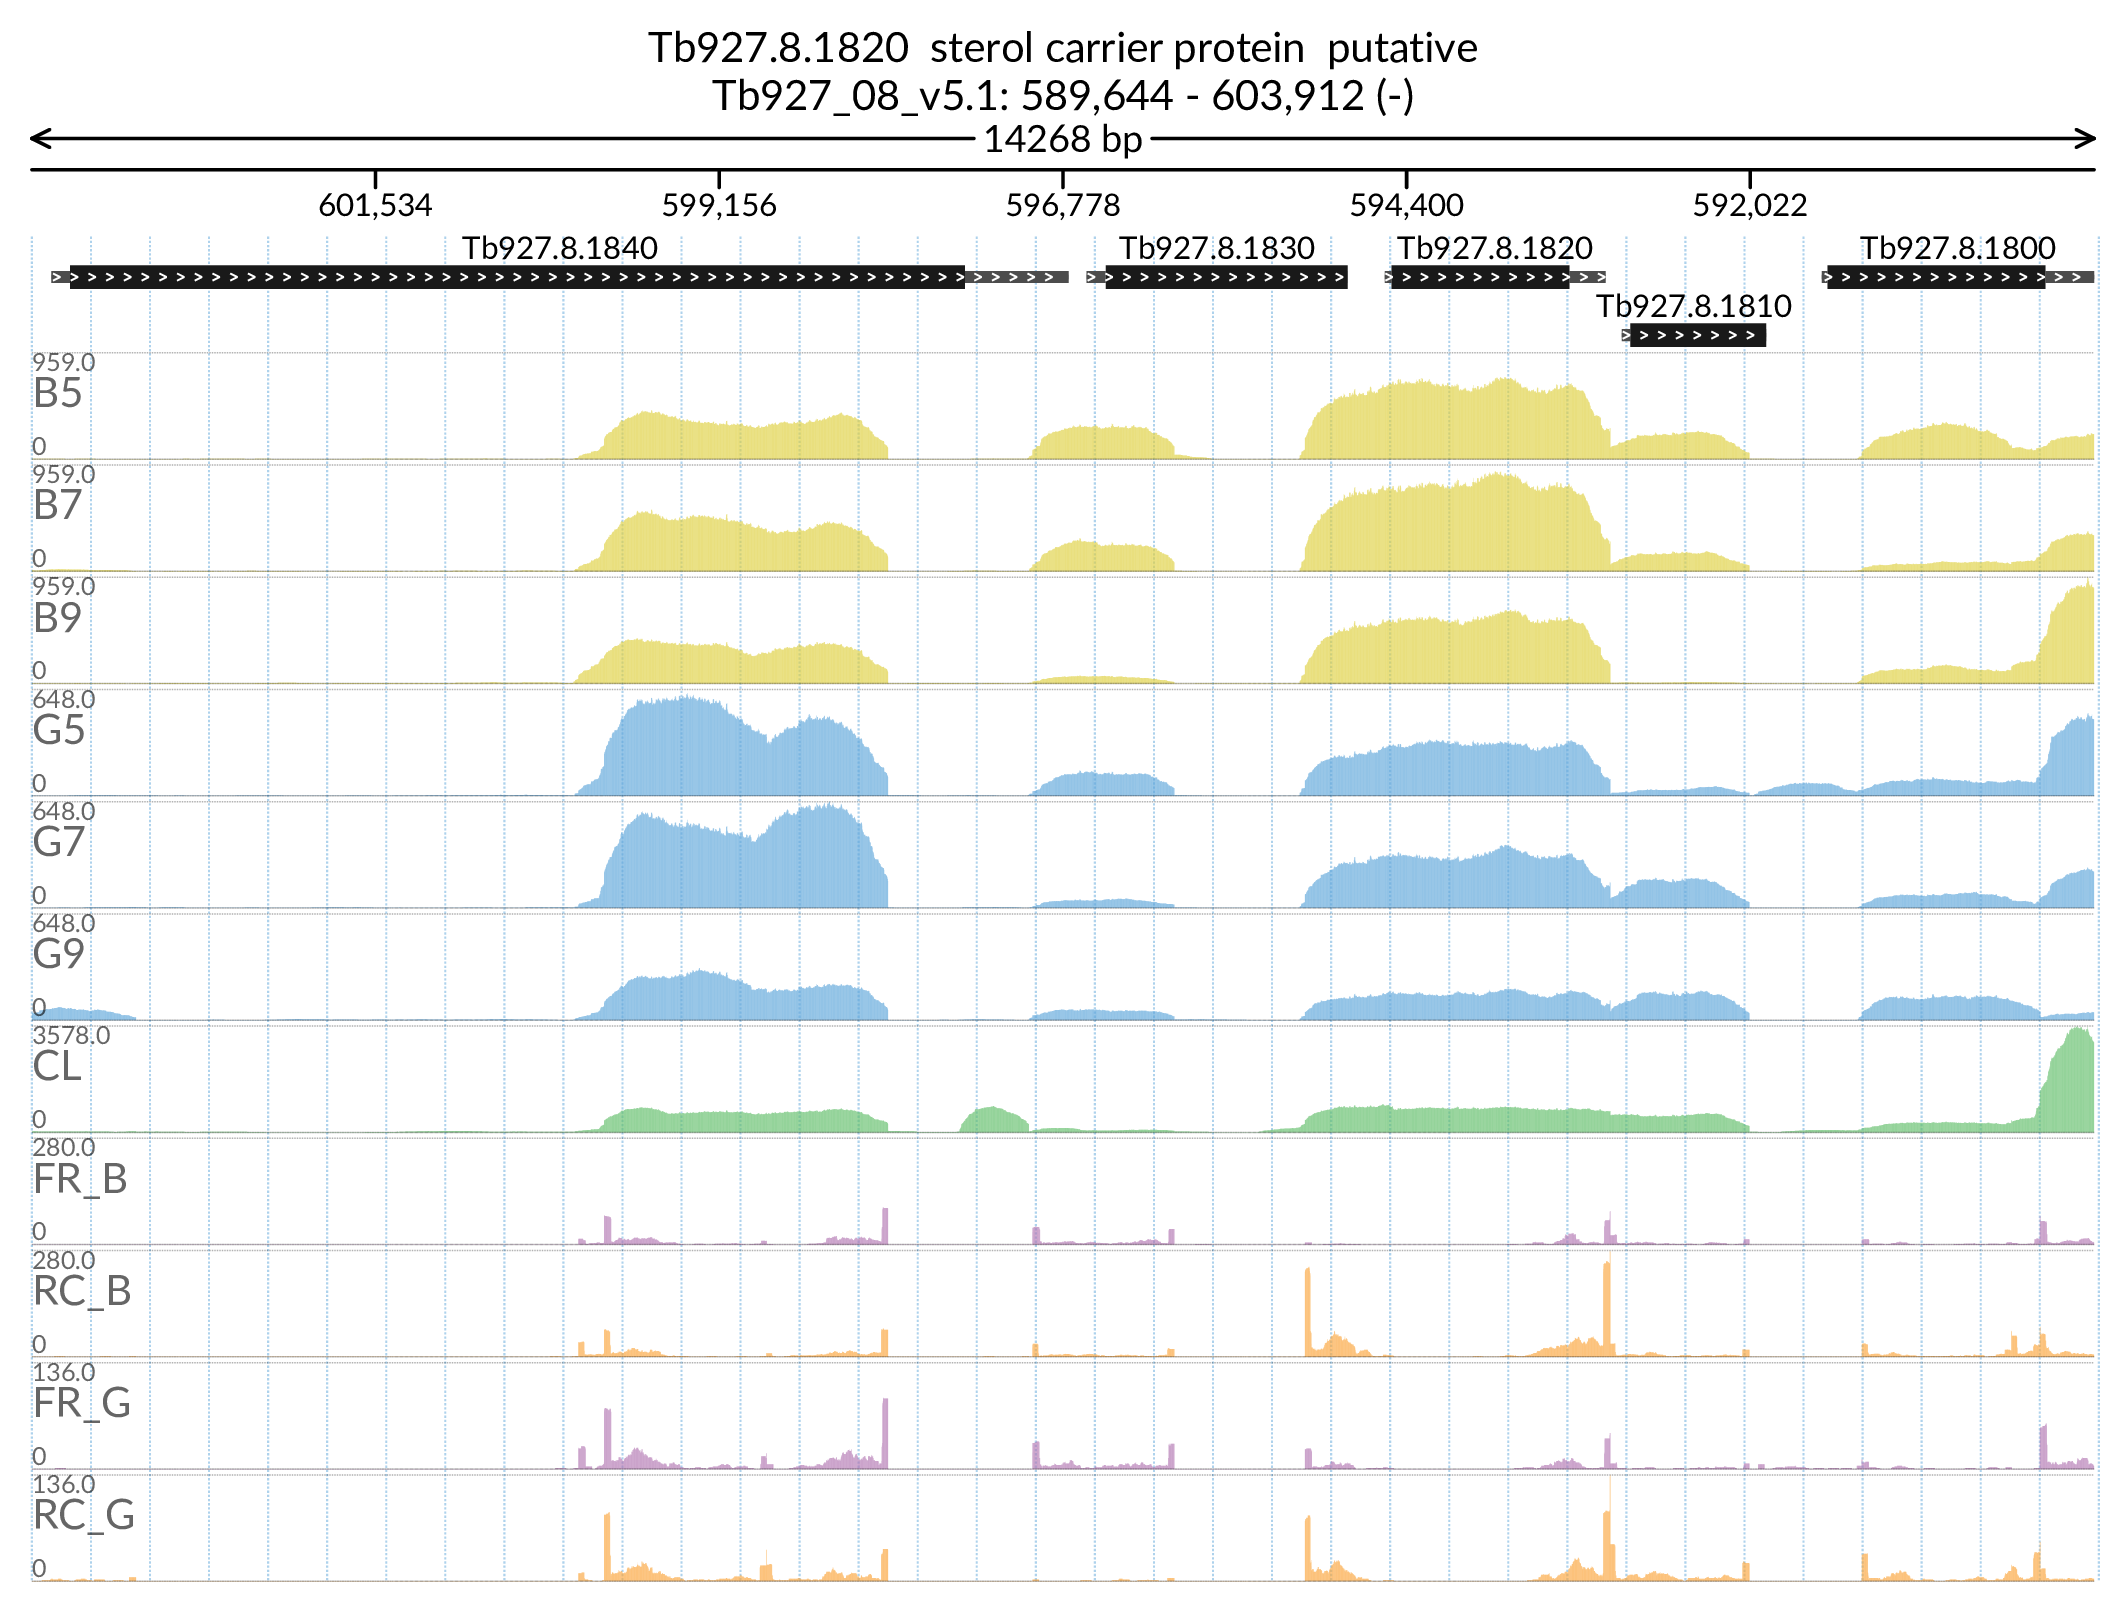 Tb927.8.1820  sterol carrier protein  putative
Tb927_08_v5.1: 589,644 - 603,912 (-)
14268 bp
601,534 599,156 596,778 594,400 592,022
Tb927.8.1840 Tb927.8.1830 Tb927.8.1820 Tb927.8.1800
Tb927.8.1810
959.0
B5
0
959.0
B7
0
959.0
B9
0
648.0
G5
0
648.0
G7
0
648.0
G9
0
3578.0
CL
0
280.0
FR_B
0
280.0
RC_B
0
136.0
FR_G
0
136.0
RC_G
0